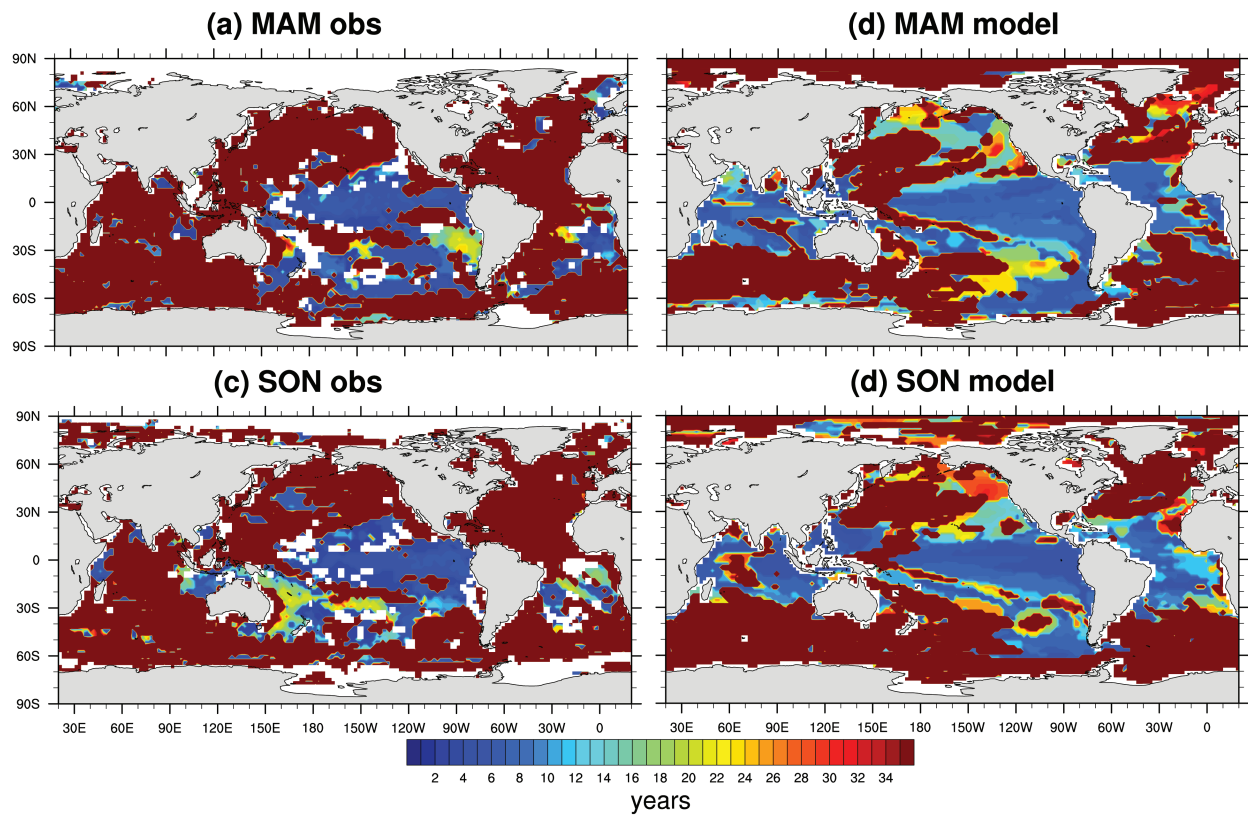 (a) MAM obs
(d) MAM model
90N
60N
30N
0
30S
60S
90S
(c) SON obs
(d) SON model
90N
60N
30N
0
30S
60S
90S
30E 60E 90E 120E 150E 180 150W 120W 90W 60W 30W 0
30E 60E 90E 120E 150E 180 150W 120W 90W 60W 30W 0
2 4 6 8 10 12 14 16 18 20 22 24 26 28 30 32 34
years